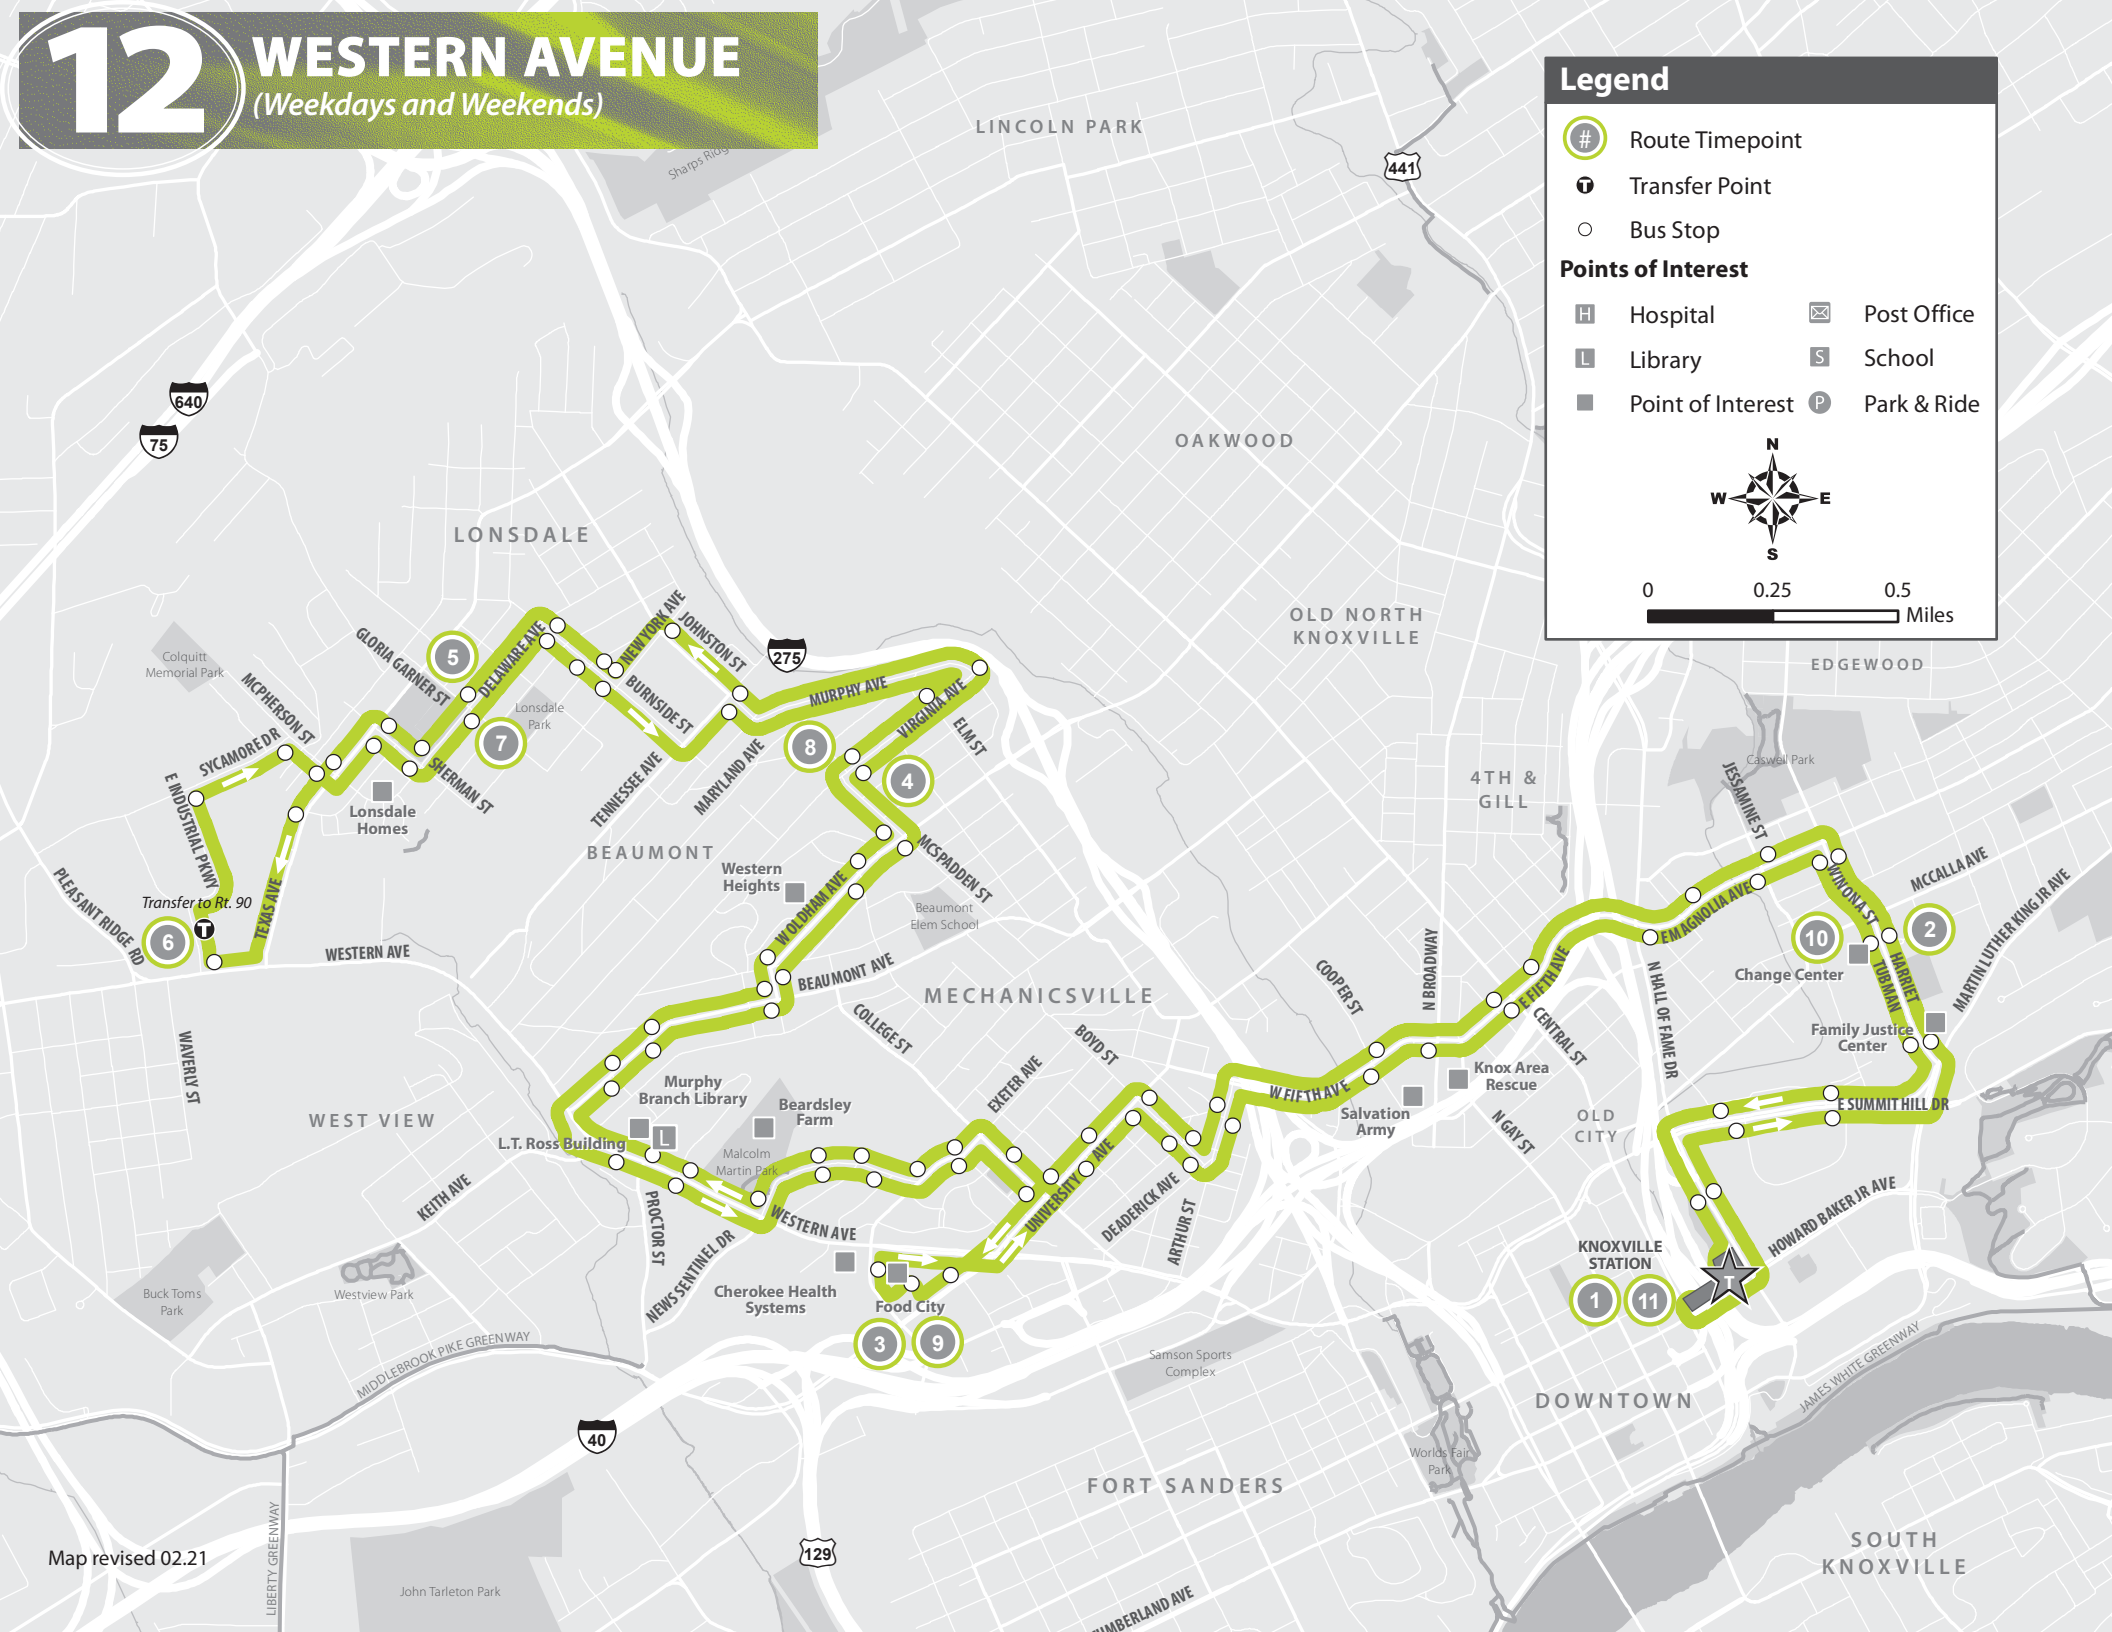 12
WESTERN AVENUE
(Weekdays and Weekends)
Legend
# Route Timepoint
T Transfer Point
Bus Stop
Points of Interest
H Hospital
Post Office
L Library
S School
Point of Interest
P Park & Ride
N
W E
S
0 0.25 0.5
Miles
LINCOLN PARK
441
640
75
OAKWOOD
LONSDALE
OLD NORTH
KNOXVILLE
EDGEWOOD
275
Colquitt
Memorial Park
GLORIA GARNER ST
5
DELAWARE AVE
NEW YORK AVE
JOHNSTON ST
BURNSIDE ST
Lonsdale
Park
7
MURPHY AVE
VIRGINIA AVE
ELM ST
8
4
MCPHERSON ST
SYCAMORE DR
E INDUSTRIAL PKWY
SHERMAN ST
TENNESSEE AVE
MARYLAND AVE
Lonsdale
Homes
BEAUMONT
4TH &
GILL
Caswell Park
JESSAMINE ST
Western
Heights
W OLDHAM AVE
MCSPADDEN ST
Beaumont
Elem School
PLEASANT RIDGE RD
Transfer to Rt. 90
T
6
TEXAS AVE
WESTERN AVE
BEAUMONT AVE
MECHANICSVILLE
COOPER ST
N BROADWAY
E FIFTH AVE
E MAGNOLIA AVE
WINONA ST
MCCALLA AVE
MARTIN LUTHER KING JR AVE
10
2
Change Center
HARRIET
TUBMAN
N HALL OF FAME DR
Family Justice
Center
CENTRAL ST
COLLEGE ST
BOYD ST
EXETER AVE
WAVERLY ST
WEST VIEW
Murphy
Branch Library
L
L.T. Ross Building
Beardsley
Farm
Malcolm
Martin Park
W FIFTH AVE
Salvation
Army
Knox Area
Rescue
N GAY ST
OLD
CITY
E SUMMIT HILL DR
KEITH AVE
PROCTOR ST
NEWS SENTINEL DR
WESTERN AVE
UNIVERSITY AVE
DEADERICK AVE
ARTHUR ST
HOWARD BAKER JR AVE
KNOXVILLE
STATION
1
11
T
Cherokee Health
Systems
Food City
3
9
Buck Toms
Park
Westview Park
MIDDLEBROOK PIKE GREENWAY
Samson Sports
Complex
JAMES WHITE GREENWAY
DOWNTOWN
40
Worlds Fair
Park
FORT SANDERS
129
LIBERTY GREENWAY
Map revised 02.21
John Tarleton Park
SOUTH
KNOXVILLE